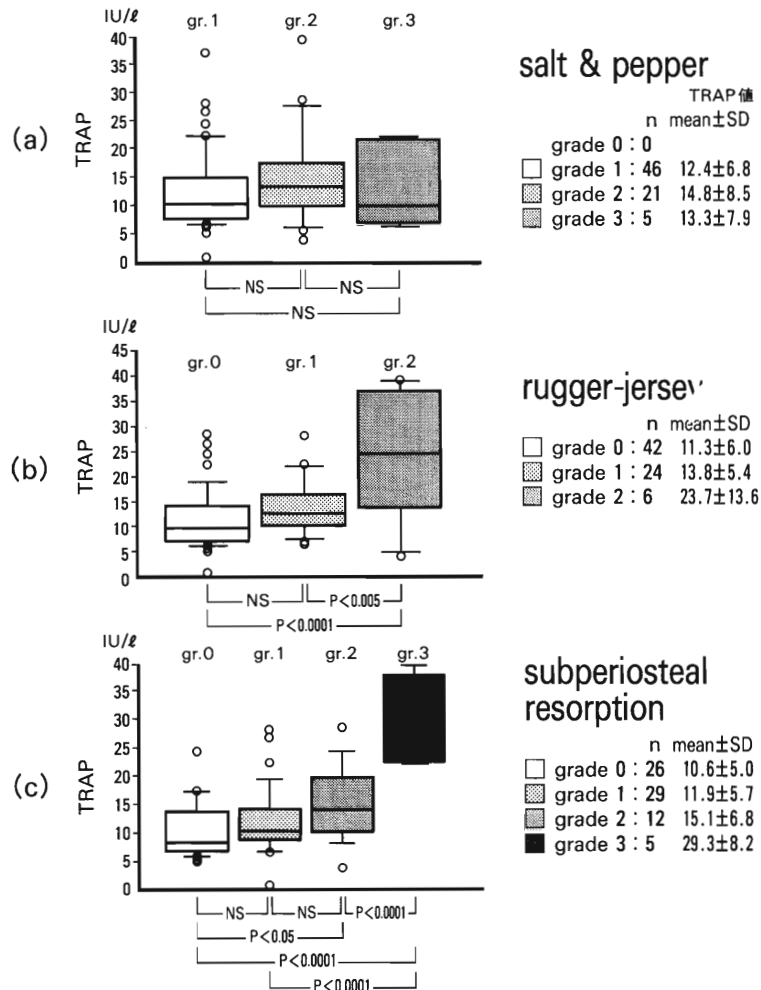 IU/ℓ gr.1 gr.2 gr.3
40
35
30
25
20
15
10
5
0
(a)
TRAP
NS NS
NS
salt & pepper
TRAP値
n mean±SD
grade 0 : 0
grade 1 : 46 12.4±6.8
grade 2 : 21 14.8±8.5
grade 3 : 5 13.3±7.9
IU/ℓ
gr.0 gr.1 gr.2
45
40
35
30
25
20
15
10
5
0
(b)
TRAP
NS P<0.005
P<0.0001
rugger-jersey
n mean±SD
grade 0 : 42 11.3±6.0
grade 1 : 24 13.8±5.4
grade 2 : 6 23.7±13.6
IU/ℓ
gr.0 gr.1 gr.2 gr.3
40
35
30
25
20
15
10
5
0
(c)
TRAP
NS NS P<0.0001
P<0.05
P<0.0001
P<0.0001
subperiosteal
resorption
n mean±SD
grade 0 : 26 10.6±5.0
grade 1 : 29 11.9±5.7
grade 2 : 12 15.1±6.8
grade 3 : 5 29.3±8.2